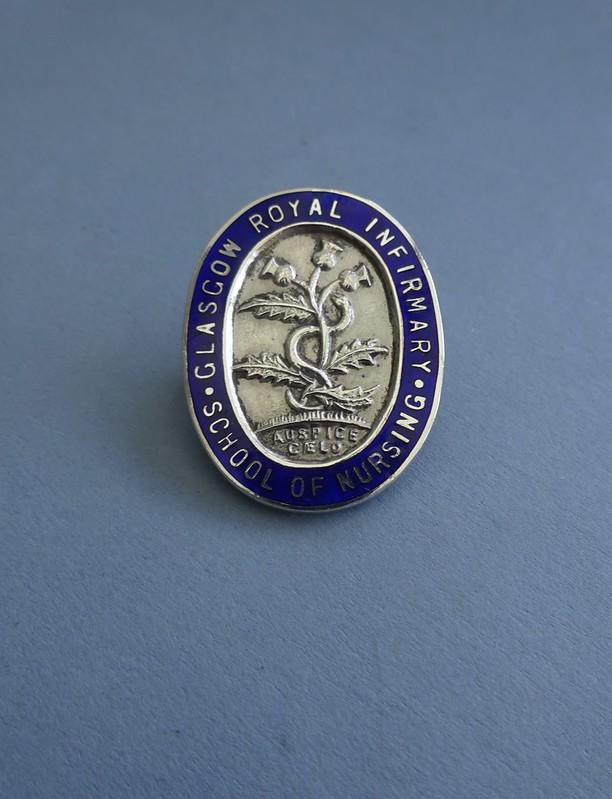 GLASGOW ROYAL INFIRMARY
SCHOOL OF NURSING
AUSPICE
CELO